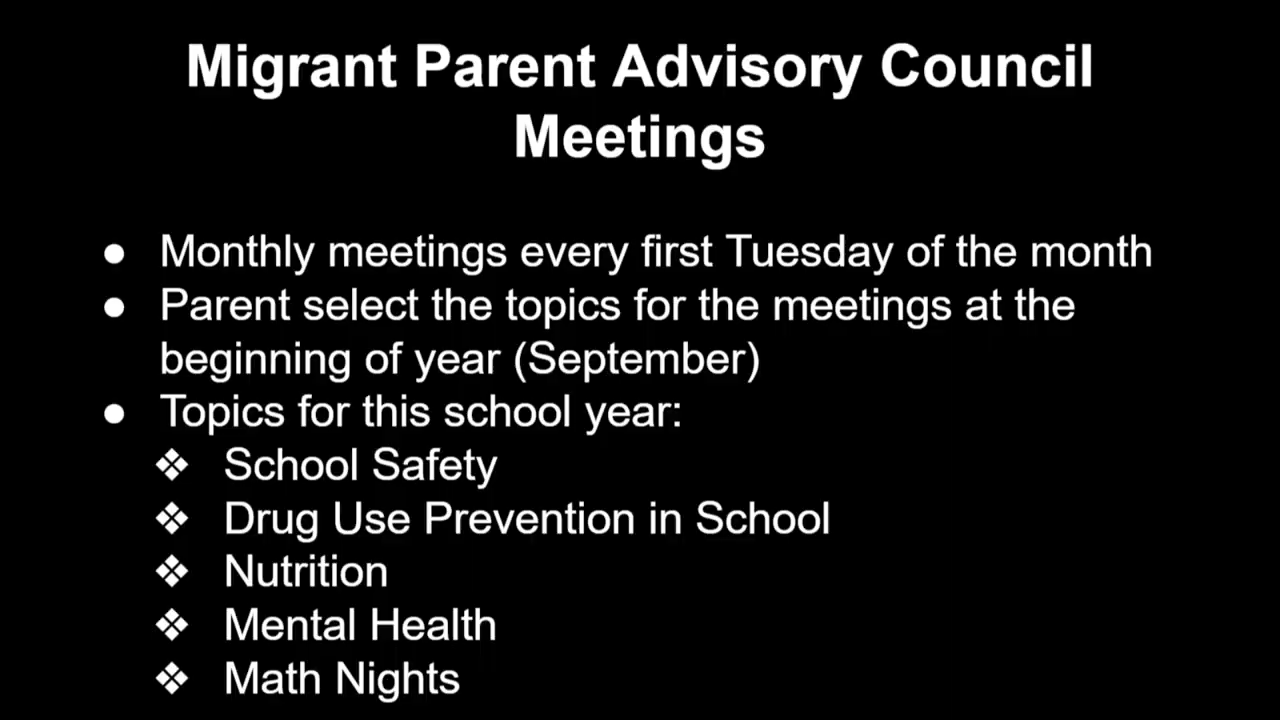 Migrant Parent Advisory Council
Meetings
● Monthly meetings every first Tuesday of the month
● Parent select the topics for the meetings at the
beginning of year (September)
● Topics for this school year:
❖ School Safety
❖ Drug Use Prevention in School
❖ Nutrition
❖ Mental Health
❖ Math Nights